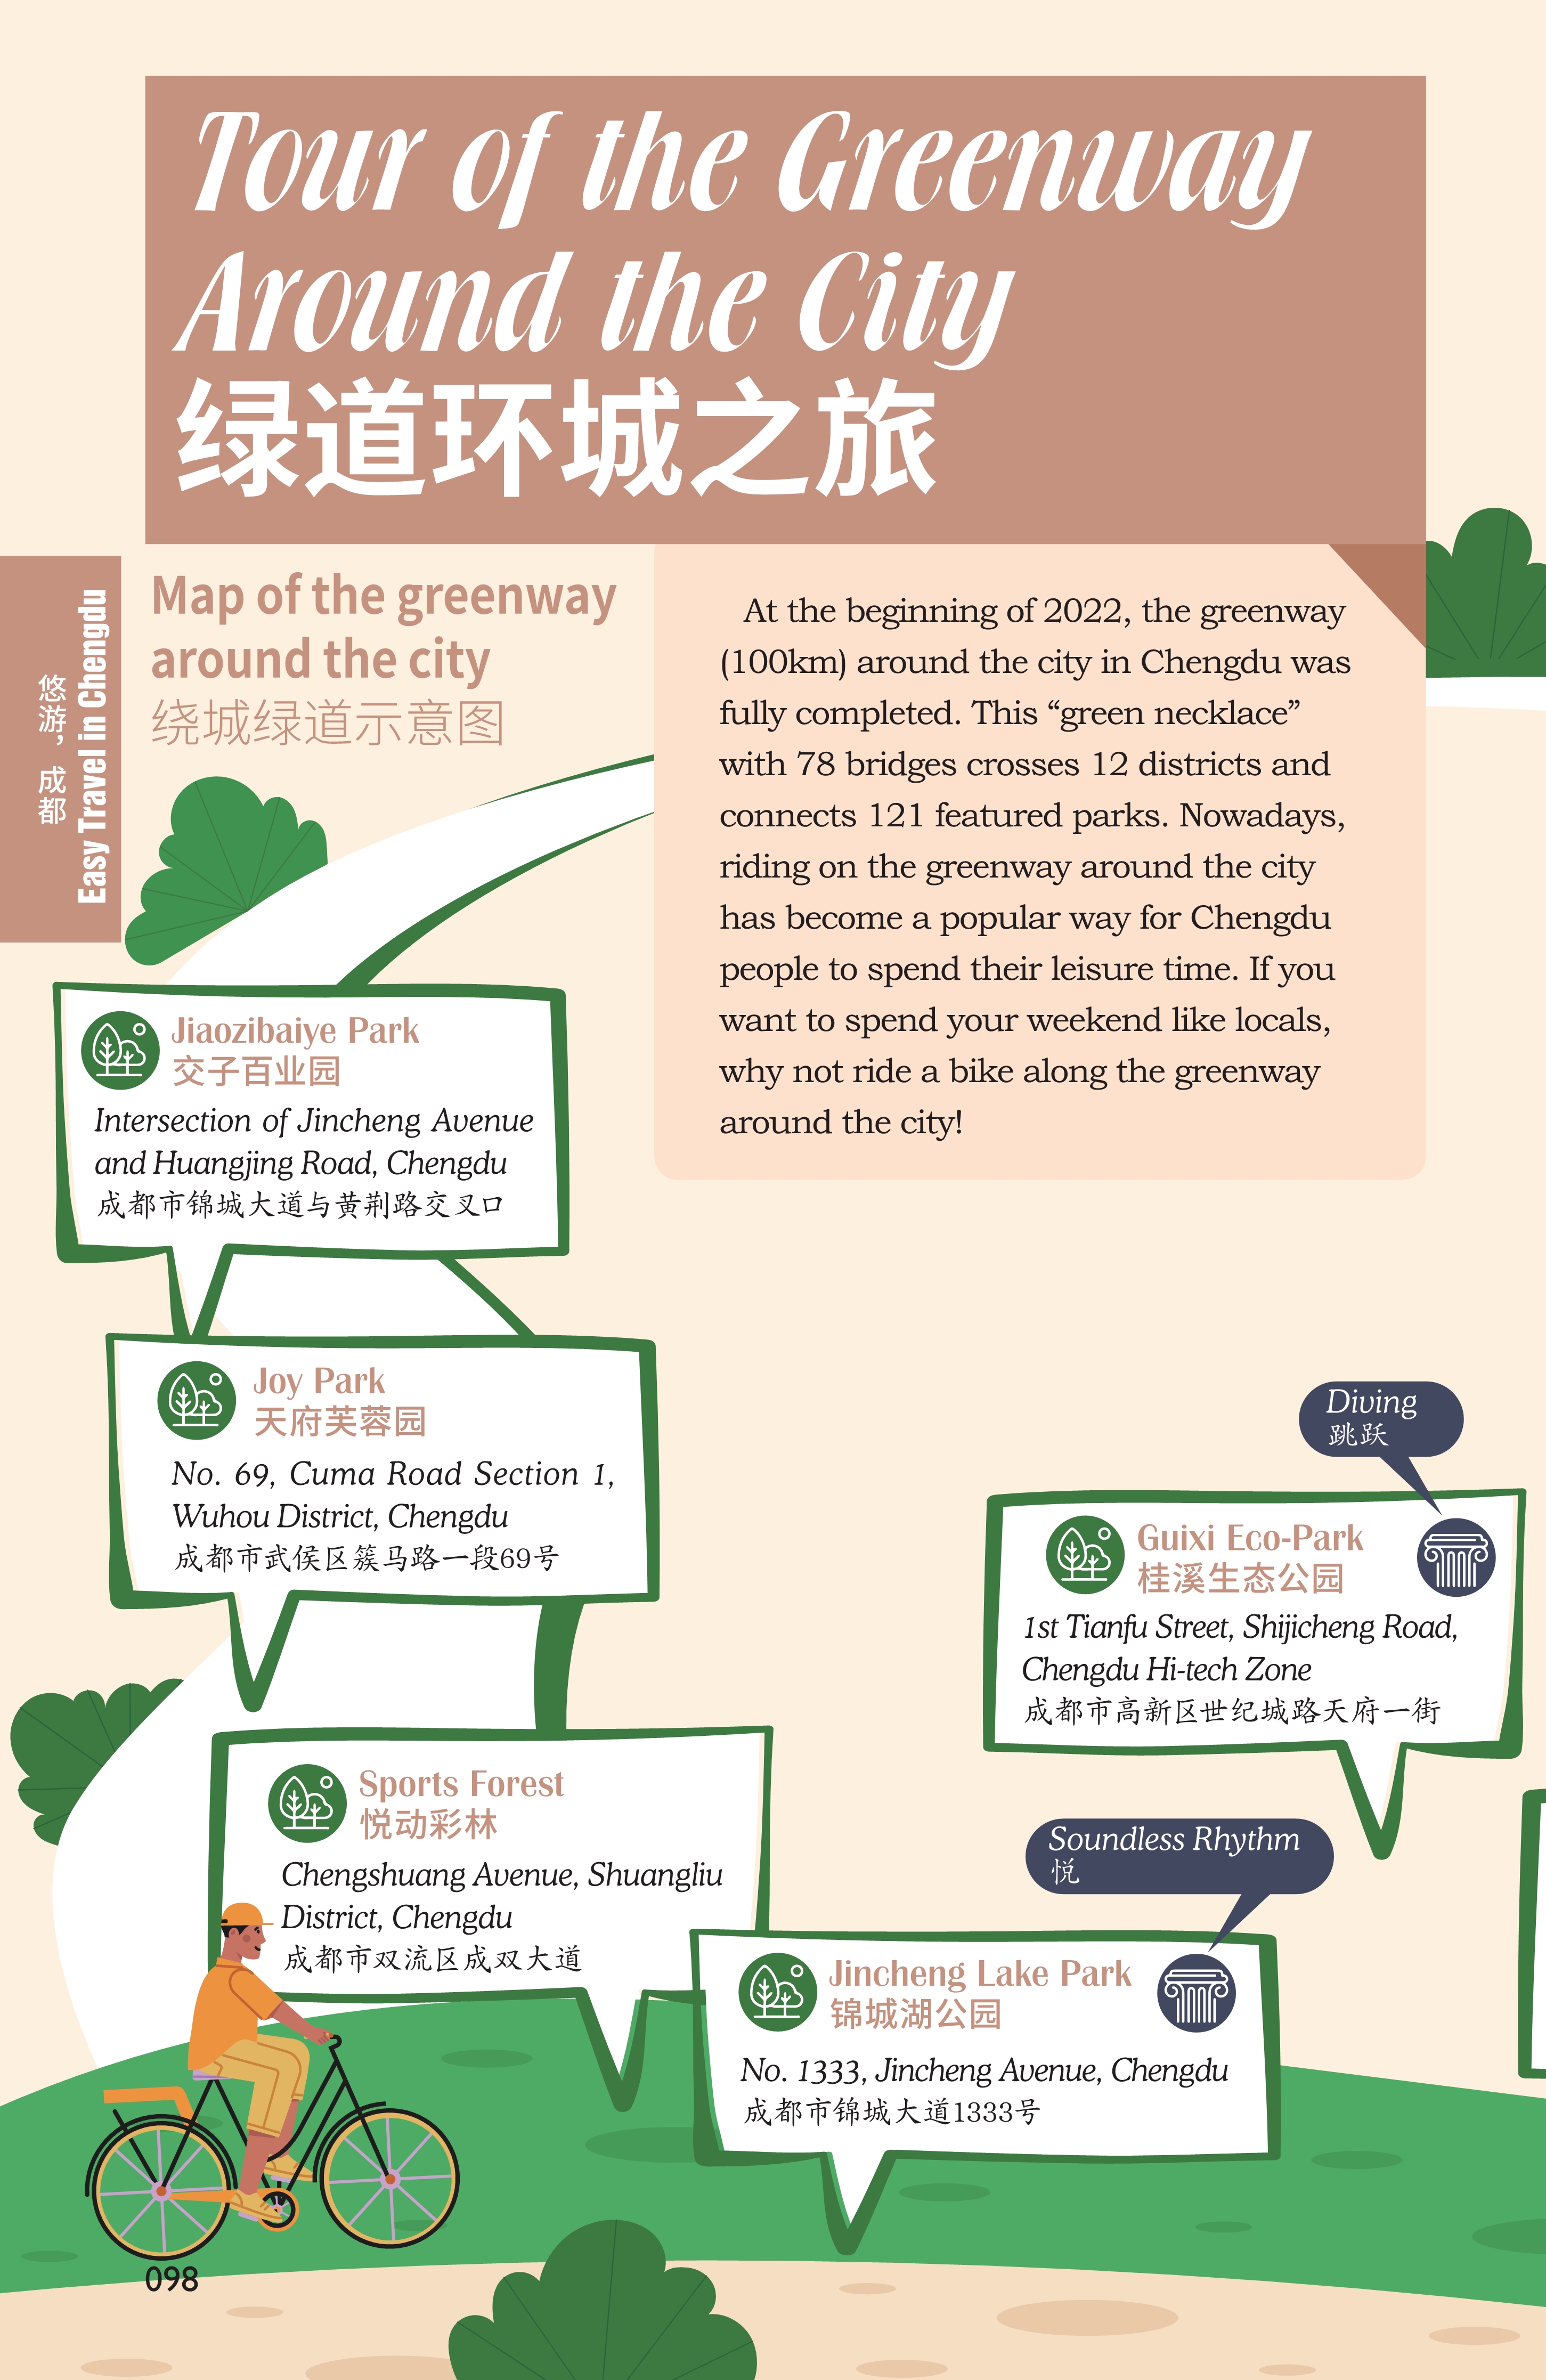 Tour of the Greenway
Around the City
绿道环城之旅
Easy Travel in Chengdu
悠游，成都
Map of the greenway
around the city
绕城绿道示意图
At the beginning of 2022, the greenway
(100km) around the city in Chengdu was
fully completed. This “green necklace”
with 78 bridges crosses 12 districts and
connects 121 featured parks. Nowadays,
riding on the greenway around the city
has become a popular way for Chengdu
people to spend their leisure time. If you
want to spend your weekend like locals,
why not ride a bike along the greenway
around the city!
Jiaozibaiye Park
交子百业园
Intersection of Jincheng Avenue
and Huangjing Road, Chengdu
成都市锦城大道与黄荆路交叉口
Joy Park
天府芙蓉园
No. 69, Cuma Road Section 1,
Wuhou District, Chengdu
成都市武侯区簇马路一段69号
Diving
跳跃
Guixi Eco-Park
桂溪生态公园
1st Tianfu Street, Shijicheng Road,
Chengdu Hi-tech Zone
成都市高新区世纪城路天府一街
Sports Forest
悦动彩林
Chengshuang Avenue, Shuangliu
District, Chengdu
成都市双流区成双大道
Soundless Rhythm
悦
Jincheng Lake Park
锦城湖公园
No. 1333, Jincheng Avenue, Chengdu
成都市锦城大道1333号
098